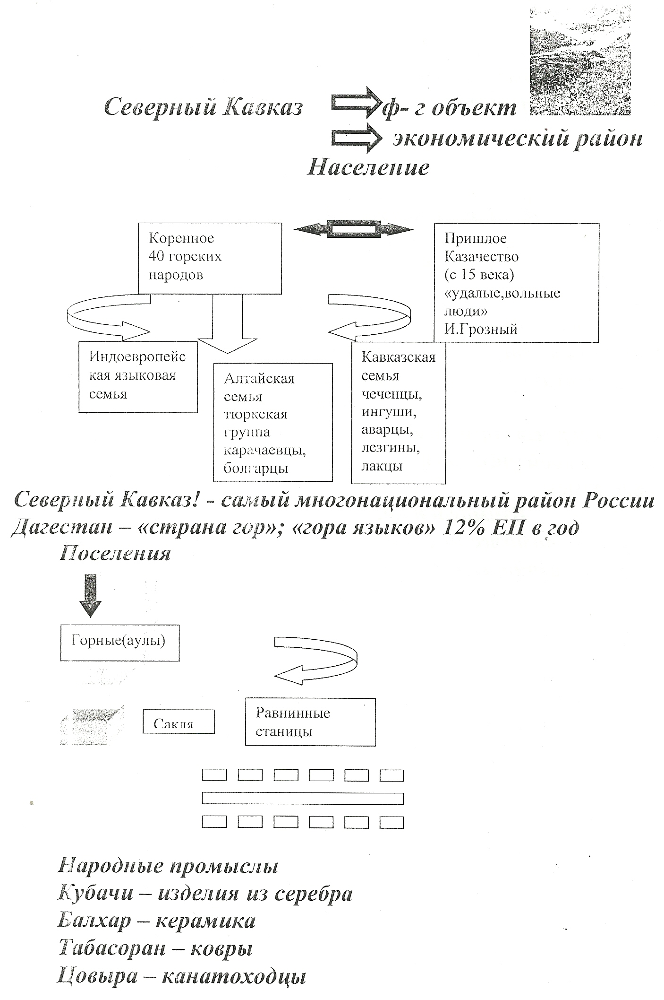 Северный Кавказ
ф- г объект
экономический район
Население
Коренное
40 горских
народов
Пришлое
Казачество
(с 15 века)
«удалые,вольные
люди»
И.Грозный
Индоевропейс
кая языковая
семья
Алтайская
семья
тюркская
группа
карачаевцы,
болгарцы
Кавказская
семья
чеченцы,
ингуши,
аварцы,
лезгины,
лакцы
Северный Кавказ! - самый многонациональный район России
Дагестан – «страна гор»; «гора языков» 12% ЕП в год
Поселения
Горные(аулы)
Сакля
Равнинные
станицы
Народные промыслы
Кубачи – изделия из серебра
Балхар – керамика
Табасоран – ковры
Цовыра – канатоходцы